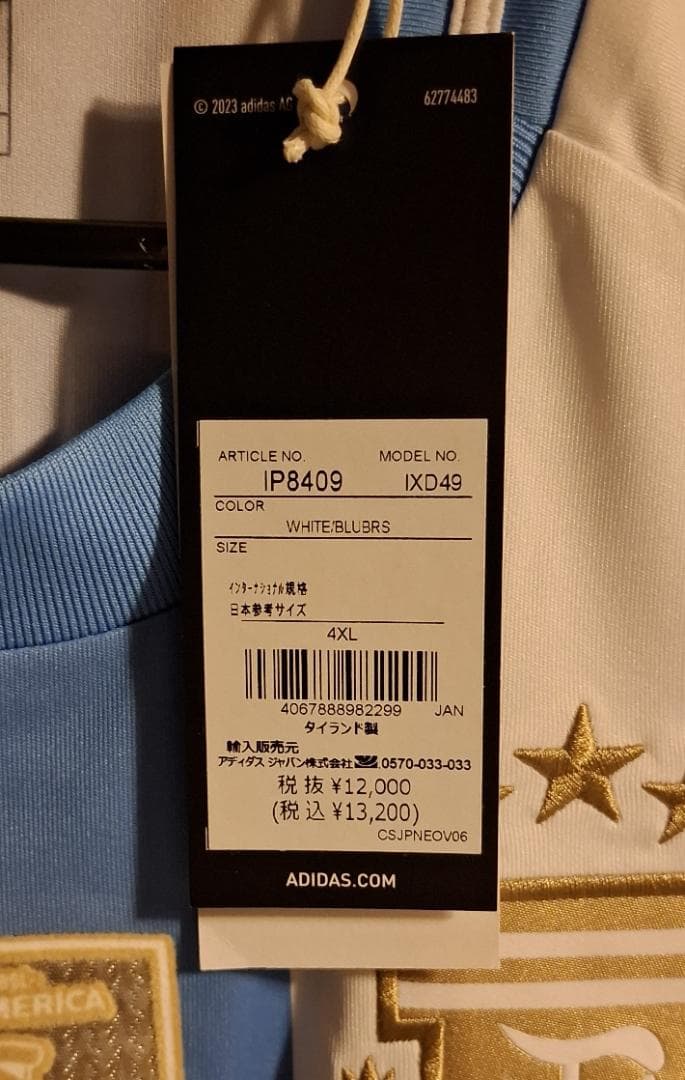 © 2023 adidas AG
62774483
ARTICLE NO. MODEL NO.
IP8409 IXD49
COLOR
WHITE/BLUBRS
SIZE
インターナショナル規格
日本参考サイズ
4XL
4067888982299 JAN
タイランド製
輸入販売元
アディダス ジャパン株式会社 0570-033-033
税抜 ¥12,000
(税込 ¥13,200)
CSJPNEOV06
ADIDAS.COM
MERICA